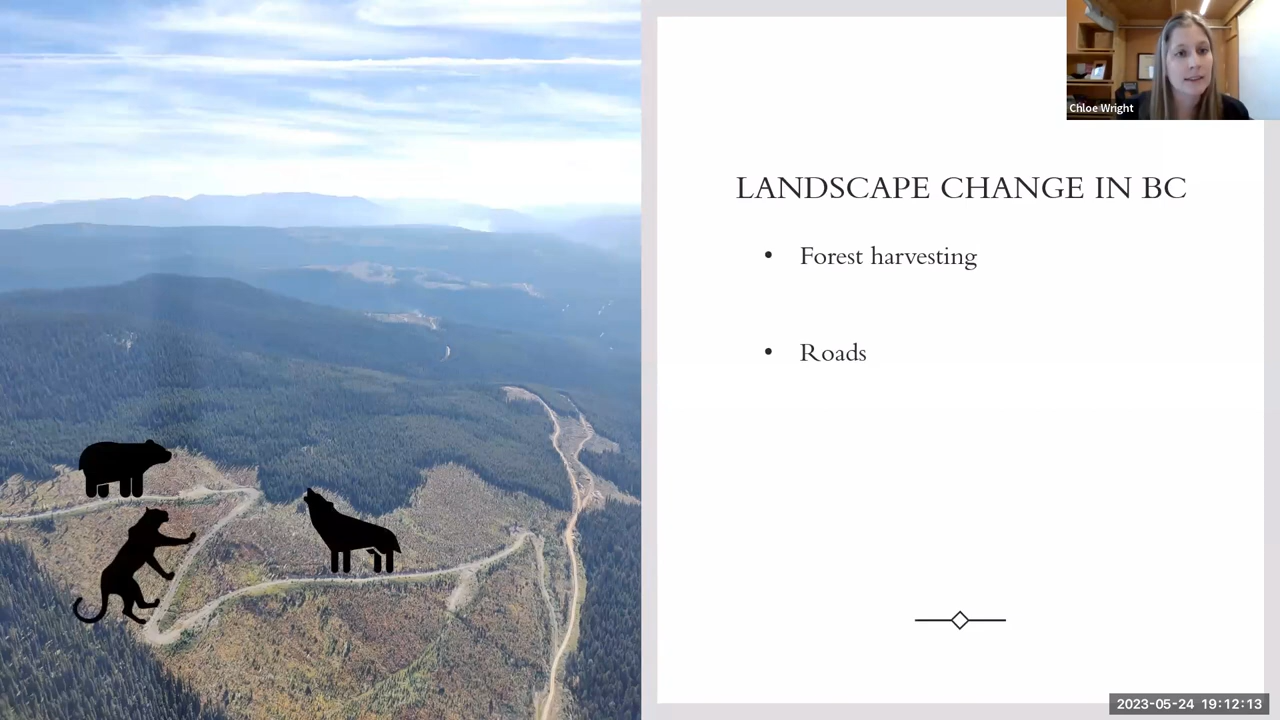 Chloe Wright
LANDSCAPE CHANGE IN BC
• Forest harvesting
• Roads
2023-05-24 19:12:13